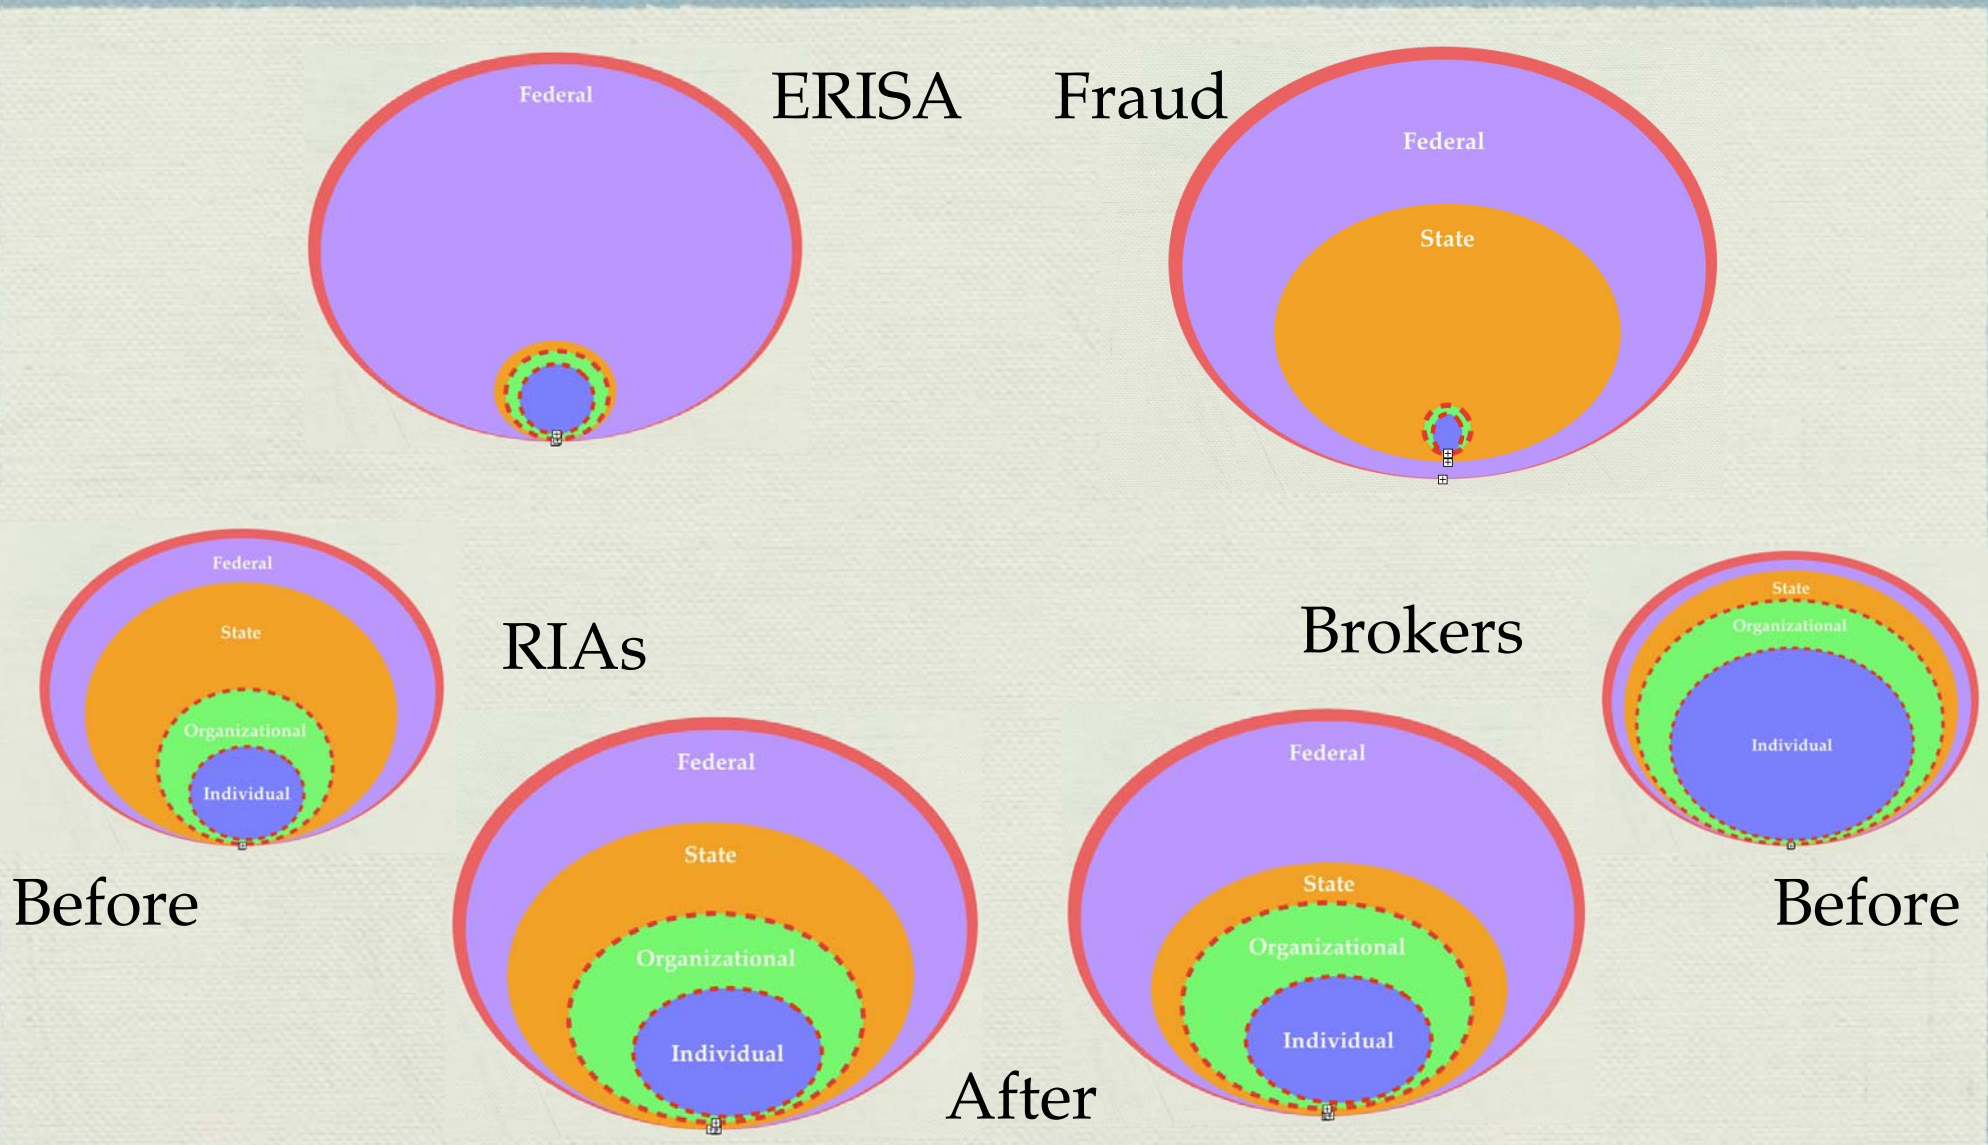 Federal
ERISA
Fraud
Federal
State
Federal
State
Organizational
Individual
RIAs
Before
Federal
State
Organizational
Individual
After
Brokers
Federal
State
Organizational
Individual
State
Organizational
Individual
Before